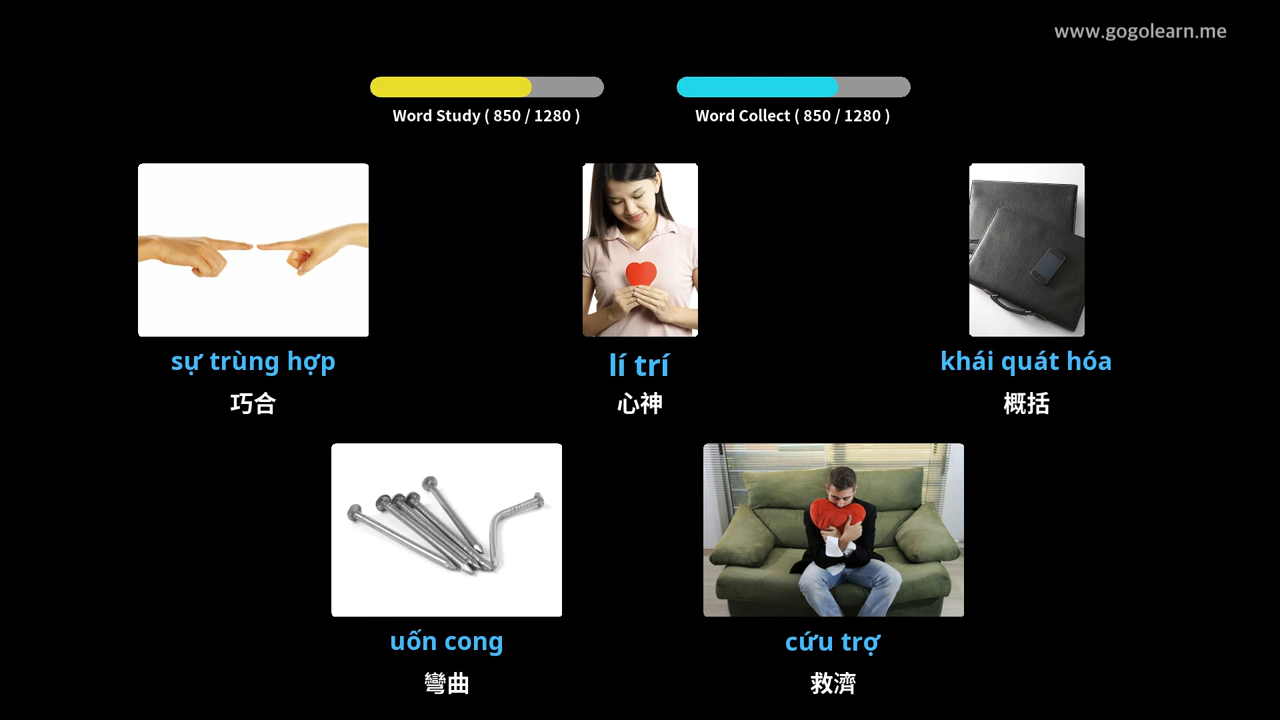 www.gogolearn.me
Word Study ( 850 / 1280 )
Word Collect ( 850 / 1280 )
sự trùng hợp
巧合
lí trí
心神
khái quát hóa
概括
uốn cong
彎曲
cứu trợ
救濟